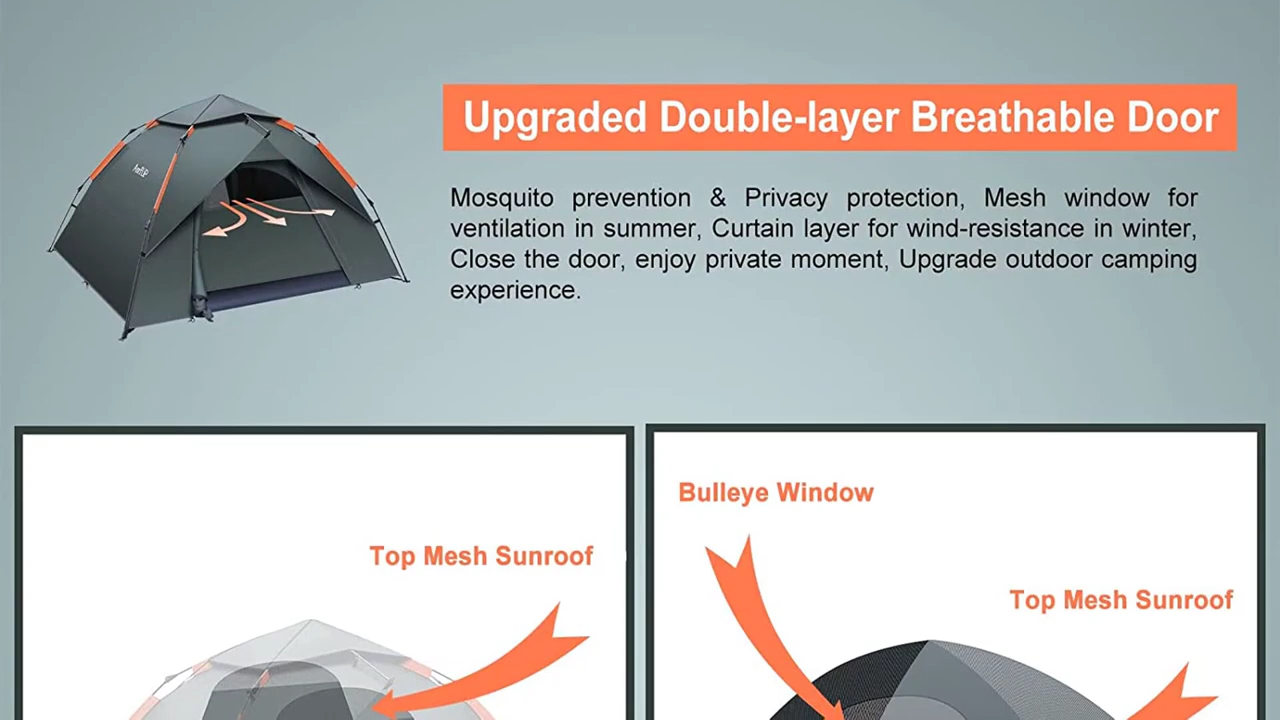 Upgraded Double-layer Breathable Door
Mosquito prevention & Privacy protection, Mesh window for
ventilation in summer, Curtain layer for wind-resistance in winter,
Close the door, enjoy private moment, Upgrade outdoor camping
experience.
Bulleye Window
Top Mesh Sunroof
Top Mesh Sunroof